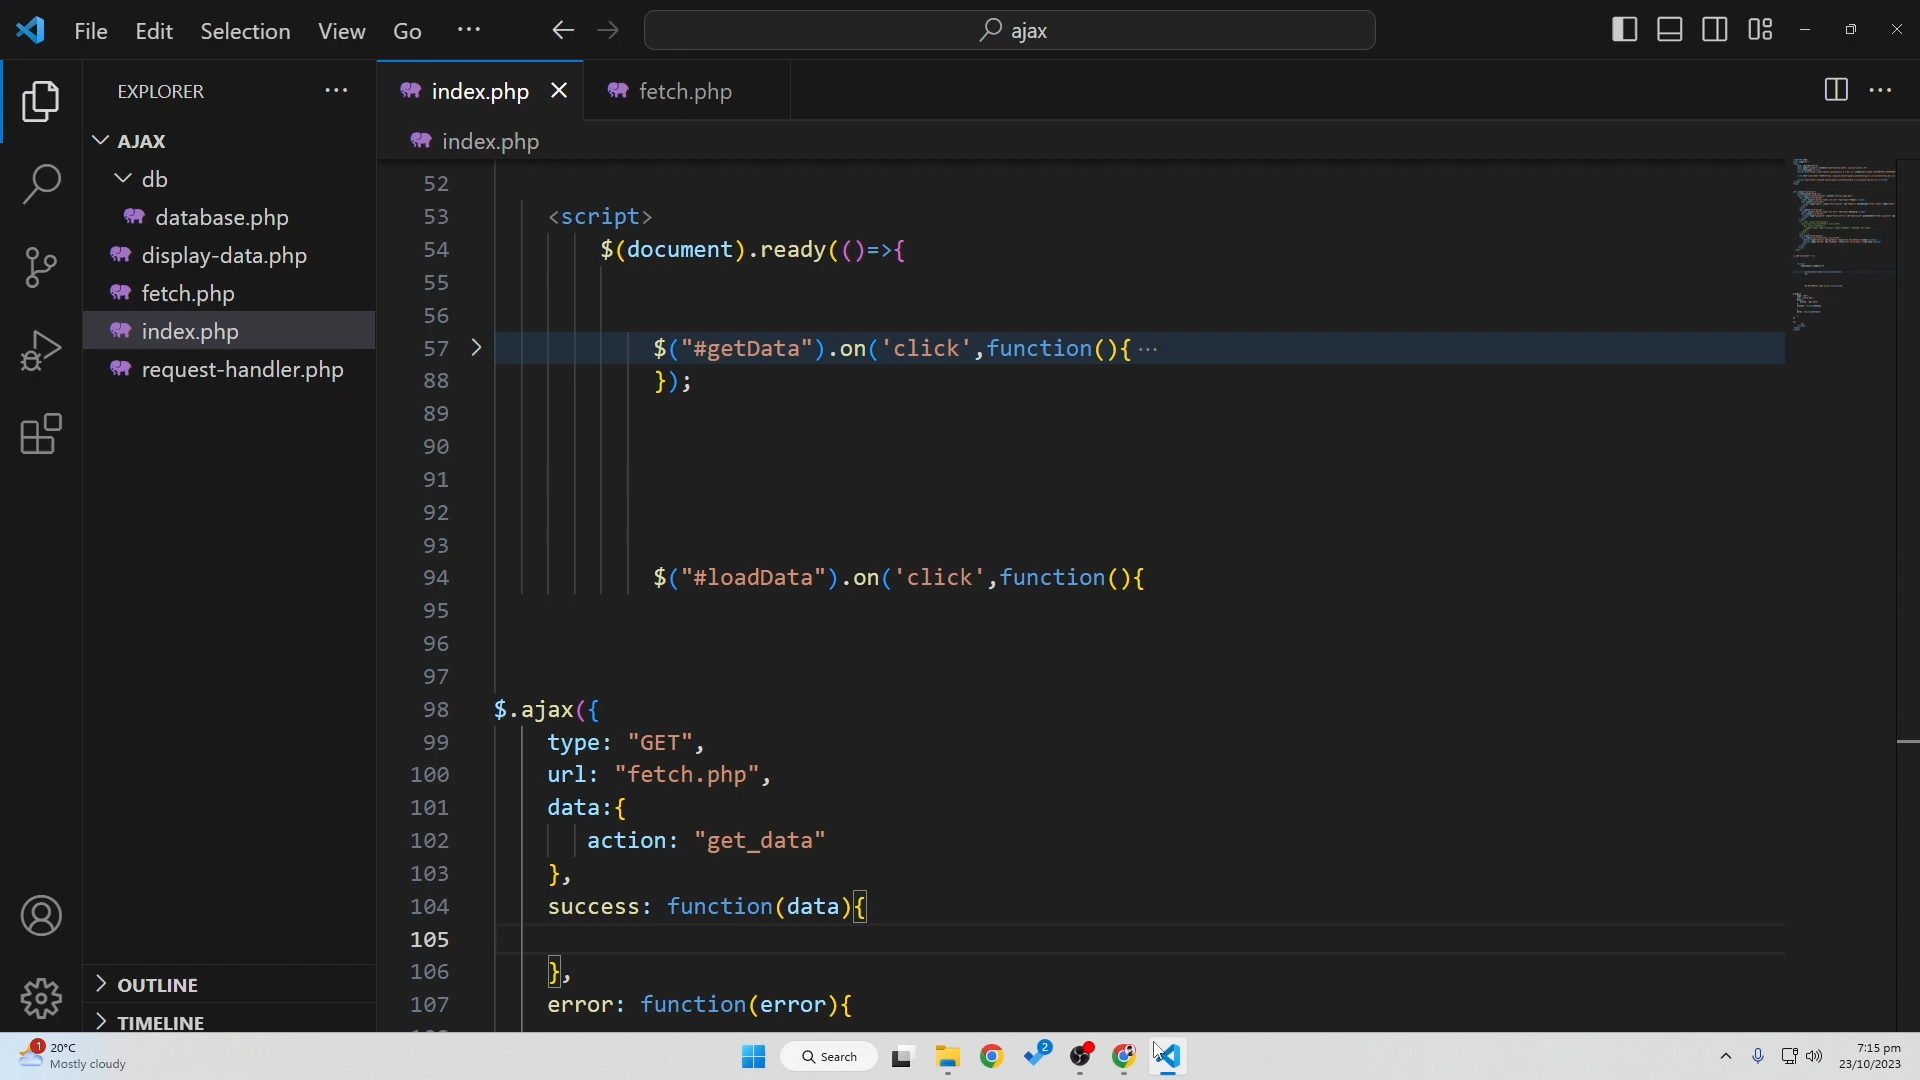 File Edit Selection View Go ···
ajax
EXPLORER ···
index.php
fetch.php
···
AJAX
db
database.php
display-data.php
fetch.php
index.php
request-handler.php
OUTLINE
TIMELINE
index.php
52
53 <script>
54 $(document).ready(()=>{
55
56
57 $("#getData").on('click',function(){ ···
88 });
89
90
91
92
93
94 $("#loadData").on('click',function(){
95
96
97
98 $.ajax({
99 type: "GET",
100 url: "fetch.php",
101 data:{
102 action: "get_data"
103 },
104 success: function(data){
105
106 },
107 error: function(error){
1
20°C
Mostly cloudy
Search
2
7:15 pm
23/10/2023